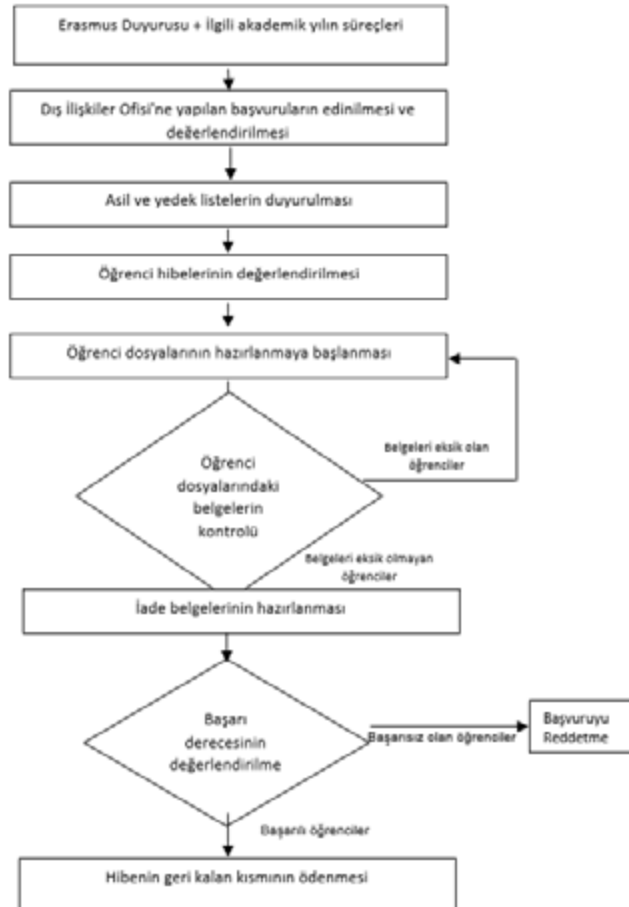 Erasmus Duyurusu + İlgili akademik yılın süreçleri
Dış İlişkiler Ofisi'ne yapılan başvuruların edinilmesi ve
değerlendirilmesi
Asil ve yedek listelerin duyurulması
Öğrenci hibelerinin değerlendirilmesi
Öğrenci dosyalarının hazırlanmaya başlanması
Belgeleri eksik olan
öğrenciler
Öğrenci
dosyalarındaki
belgelerin
kontrolü
Belgeleri eksik olmayan
öğrenciler
İade belgelerinin hazırlanması
Başarı
derecesinin
değerlendirilme
Başarısız olan öğrenciler
Başvuruyu
Reddetme
Başarılı öğrenciler
Hibenin geri kalan kısmının ödenmesi